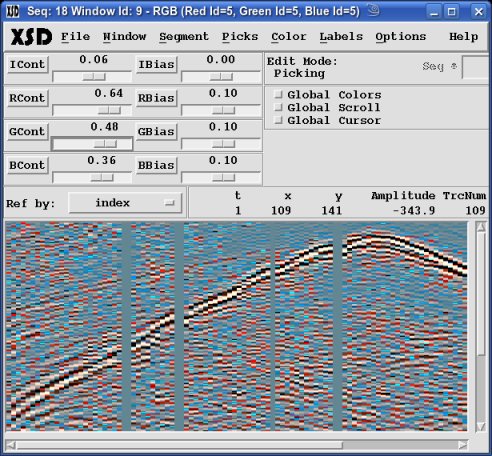 XSD Seq: 18 Window Id: 9 - RGB (Red Id=5, Green Id=5, Blue Id=5)
XSD File Window Segment Picks Color Labels Options Help
ICont 0.06 IBias 0.00 Edit Mode: Seq #
Picking
RCont 0.64 RBias 0.10 Global Colors
Global Scroll
GCont 0.48 GBias 0.10 Global Cursor
BCont 0.36 BBias 0.10
Ref by: index t x y Amplitude TrcNum
1 109 141 -343.9 109